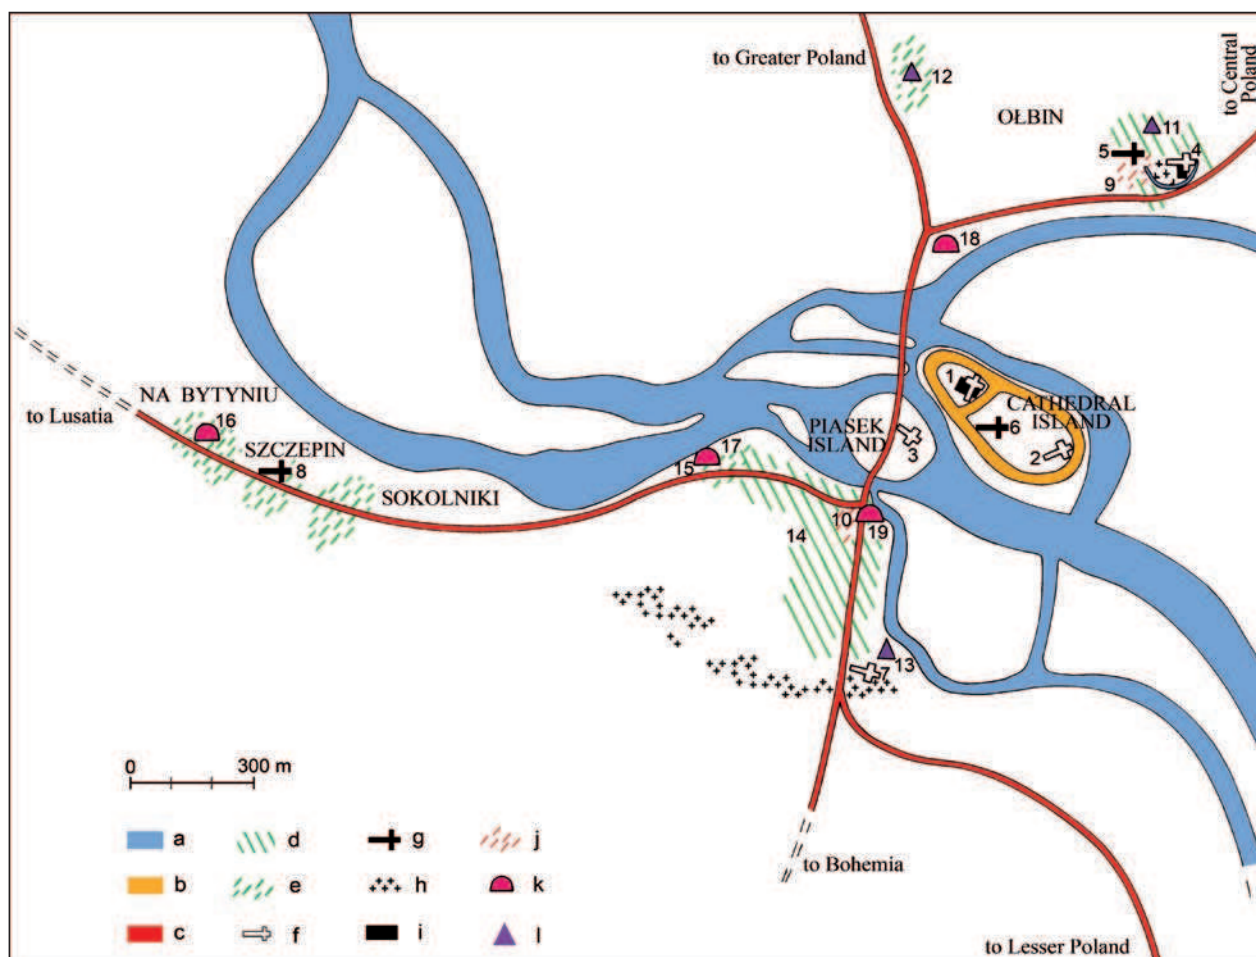 to Greater Poland
12
OŁBIN
to Central
Poland
11
5
4
9
18
1
NA BYTYNIU
to Lusatia
16
SZCZEPIN
8
SOKOLNIKI
17
15
PIASEK
ISLAND
3
CATHEDRAL
ISLAND
6
2
10
19
14
13
7
0 300 m
a d g j
b e h k
c f i l
to Bohemia
to Lesser Poland